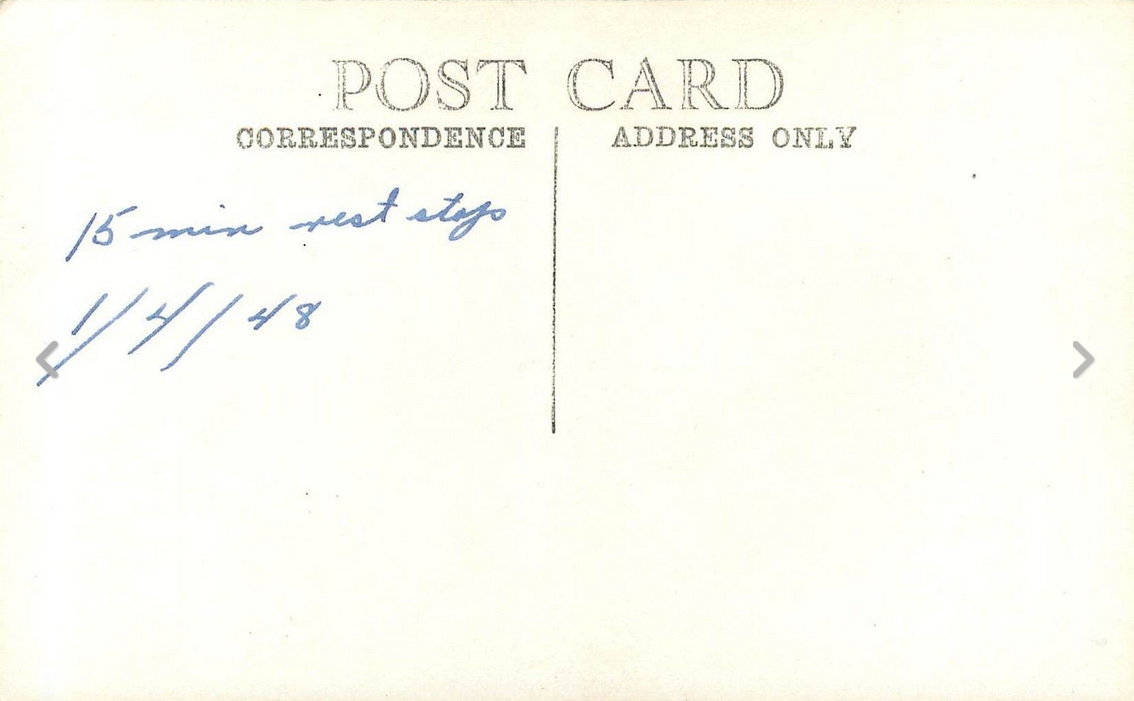 POST CARD
CORRESPONDENCE
ADDRESS ONLY
15 min rest stop
1/4/48